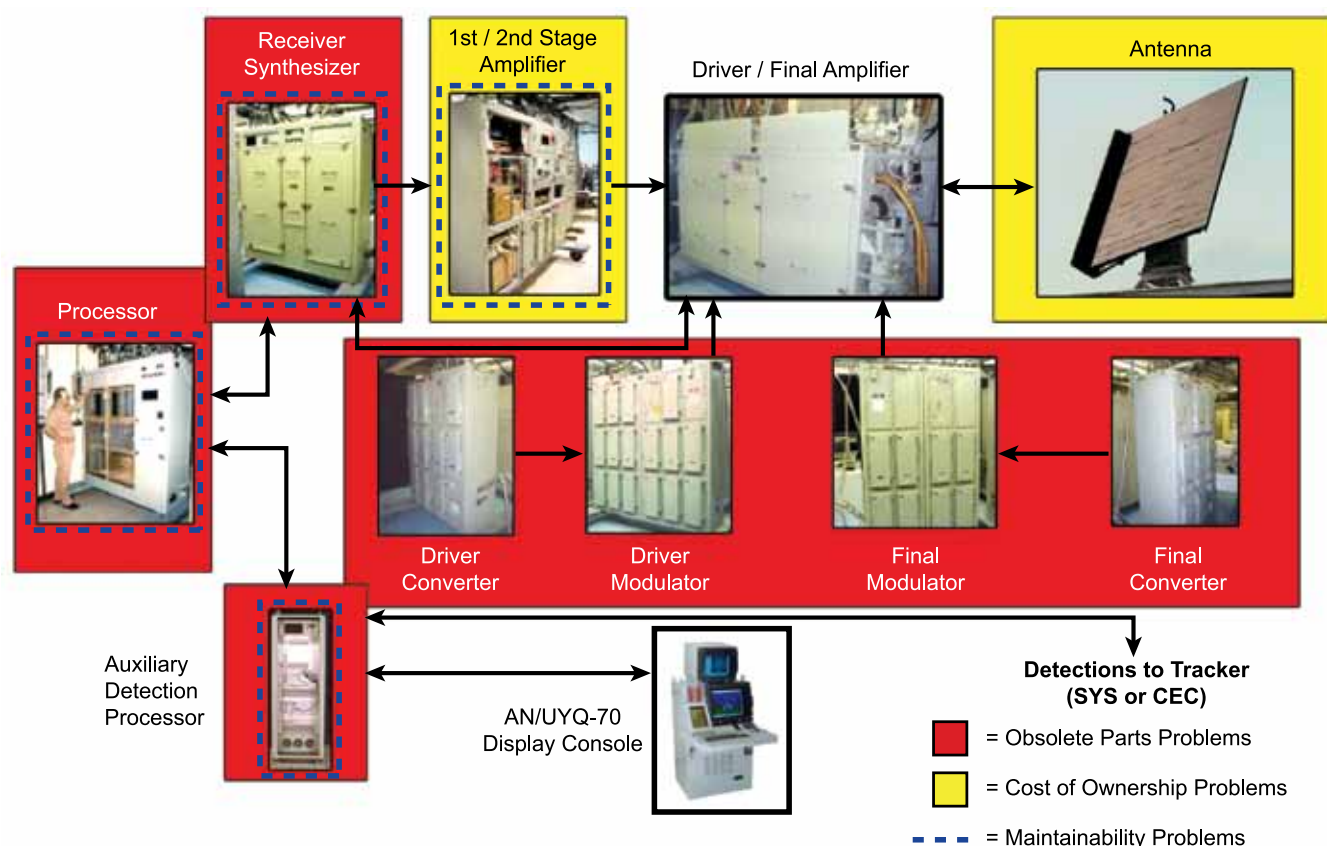 Receiver
Synthesizer
1st / 2nd Stage
Amplifier
Driver / Final Amplifier
Antenna
Processor
Driver
Converter
Driver
Modulator
Final
Modulator
Final
Converter
Auxiliary
Detection
Processor
AN/UYQ-70
Display Console
Detections to Tracker
(SYS or CEC)
= Obsolete Parts Problems
= Cost of Ownership Problems
= Maintainability Problems